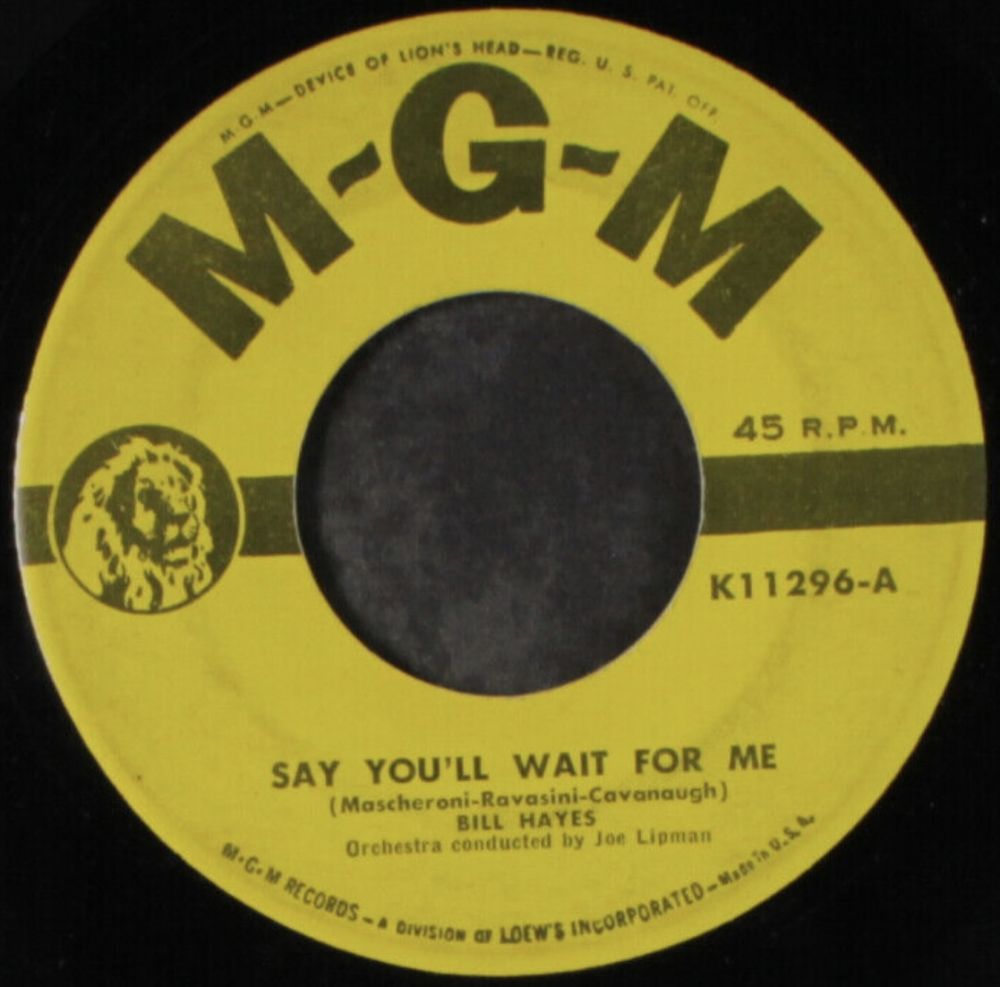 M-G-M—DEVICE OF LION'S HEAD—REG. U. S. PAT. OFF.
M-G-M
45 R.P.M.
K11296-A
SAY YOU'LL WAIT FOR ME
(Mascheroni-Ravasini-Cavanaugh)
BILL HAYES
Orchestra conducted by Joe Lipman
M-G-M RECORDS — A DIVISION OF LOEW'S INCORPORATED — Made in U.S.A.